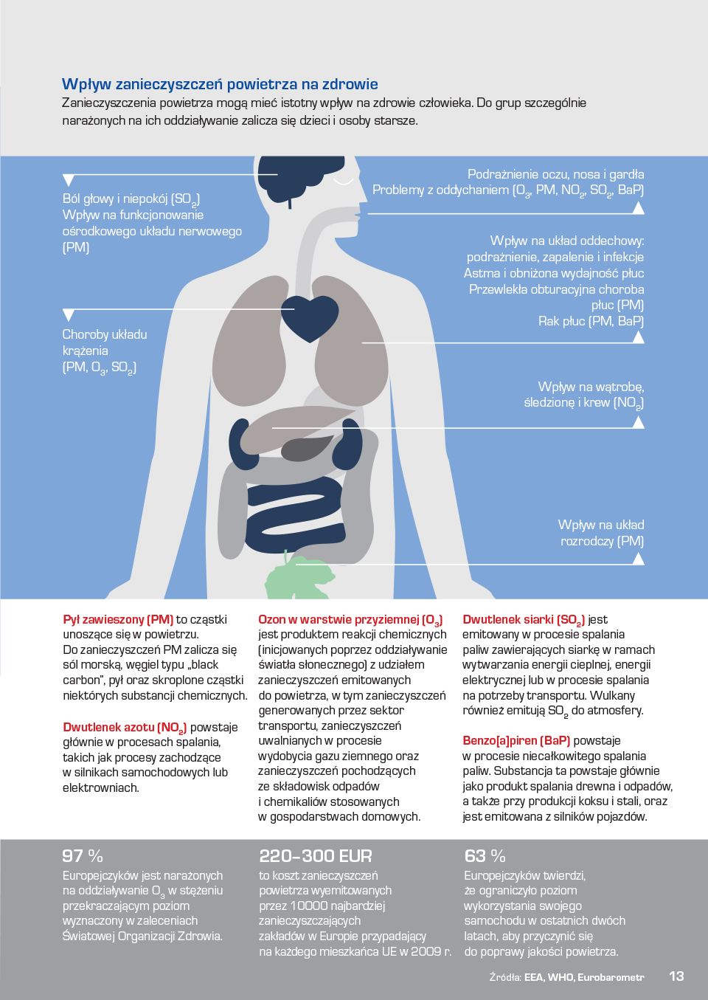 Wpływ zanieczyszczeń powietrza na zdrowie
Zanieczyszczenia powietrza mogą mieć istotny wpływ na zdrowie człowieka. Do grup szczególnie
narażonych na ich oddziaływanie zalicza się dzieci i osoby starsze.
Ból głowy i niepokój (SO₂)
Wpływ na funkcjonowanie
ośrodkowego układu nerwowego
(PM)
Choroby układu
krążenia
(PM, O₃, SO₂)
Podrażnienie oczu, nosa i gardła
Problemy z oddychaniem (O₃, PM, NO₂, SO₂, BaP)
Wpływ na układ oddechowy:
podrażnienie, zapalenie i infekcje
Astma i obniżona wydajność płuc
Przewlekła obturacyjna choroba
płuc (PM)
Rak płuc (PM, BaP)
Wpływ na wątrobę,
śledzionę i krew (NO₂)
Wpływ na układ
rozrodczy (PM)
Pył zawieszony (PM) to cząstki
unoszące się w powietrzu.
Do zanieczyszczeń PM zalicza się
sól morską, węgiel typu „black
carbon”, pył oraz skroplone cząstki
niektórych substancji chemicznych.
Dwutlenek azotu (NO₂) powstaje
głównie w procesach spalania,
takich jak procesy zachodzące
w silnikach samochodowych lub
elektrowniach.
Ozon w warstwie przyziemnej (O₃)
jest produktem reakcji chemicznych
(inicjowanych poprzez oddziaływanie
światła słonecznego) z udziałem
zanieczyszczeń emitowanych
do powietrza, w tym zanieczyszczeń
generowanych przez sektor
transportu, zanieczyszczeń
uwalnianych w procesie
wydobycia gazu ziemnego oraz
zanieczyszczeń pochodzących
ze składowisk odpadów
i chemikaliów stosowanych
w gospodarstwach domowych.
Dwutlenek siarki (SO₂) jest
emitowany w procesie spalania
paliw zawierających siarkę w ramach
wytwarzania energii cieplnej, energii
elektrycznej lub w procesie spalania
na potrzeby transportu. Wulkany
również emitują SO₂ do atmosfery.
Benzo[a]piren (BaP) powstaje
w procesie niecałkowitego spalania
paliw. Substancja ta powstaje głównie
jako produkt spalania drewna i odpadów,
a także przy produkcji koksu i stali, oraz
jest emitowana z silników pojazdów.
97 %
Europejczyków jest narażonych
na oddziaływanie O₃ w stężeniu
przekraczającym poziom
wyznaczony w zaleceniach
Światowej Organizacji Zdrowia.
220–300 EUR
to koszt zanieczyszczeń
powietrza wyemitowanych
przez 10000 najbardziej
zanieczyszczających
zakładów w Europie przypadający
na każdego mieszkańca UE w 2009 r.
63 %
Europejczyków twierdzi,
że ograniczyło poziom
wykorzystania swojego
samochodu w ostatnich dwóch
latach, aby przyczynić się
do poprawy jakości powietrza.
Źródła: EEA, WHO, Eurobarometr
13